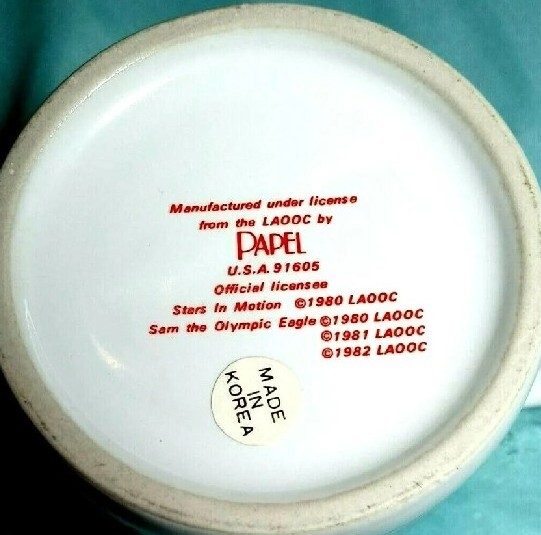 Manufactured under license
from the LAOOC by
PAPEL
U.S.A. 91605
Official licensee
Stars In Motion ©1980 LAOOC
Sam the Olympic Eagle ©1980 LAOOC
©1981 LAOOC
©1982 LAOOC
MADE
IN
KOREA